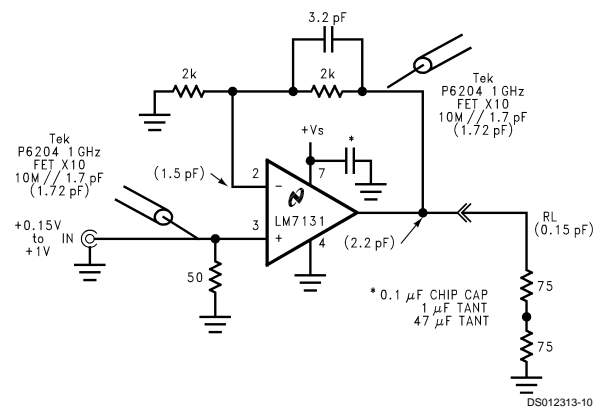 3.2 pF
2k
2k
Tek
P6204 1 GHz
FET X10
10M // 1.7 pF
(1.72 pF)
Tek
P6204 1 GHz
FET X10
10M // 1.7 pF
(1.72 pF)
+Vs
*
(1.5 pF)
2
7
−
LM7131
3
+
4
+0.15V
to
+1V
IN
(2.2 pF)
RL
(0.15 pF)
50
* 0.1 µF CHIP CAP
1 µF TANT
47 µF TANT
75
75
DS012313-10